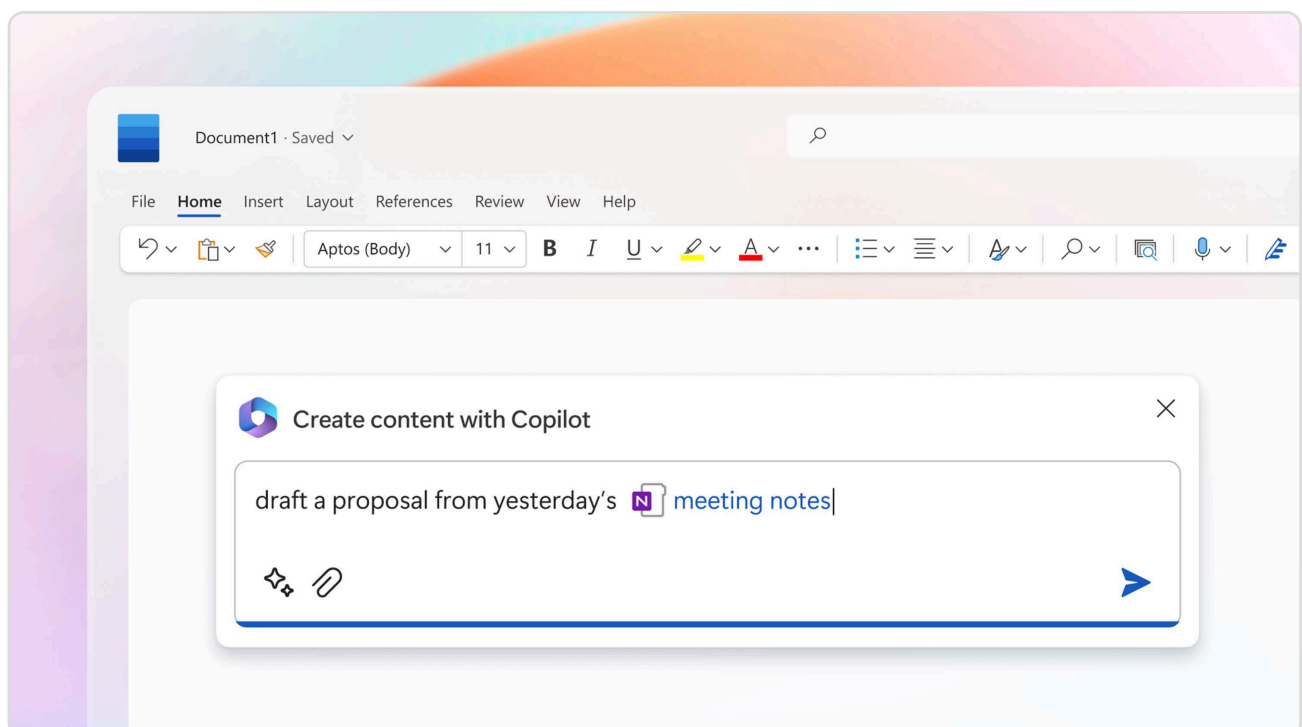 Document1 · Saved
File Home Insert Layout References Review View Help
Aptos (Body) 11 B I U A
Create content with Copilot
draft a proposal from yesterday’s N meeting notes